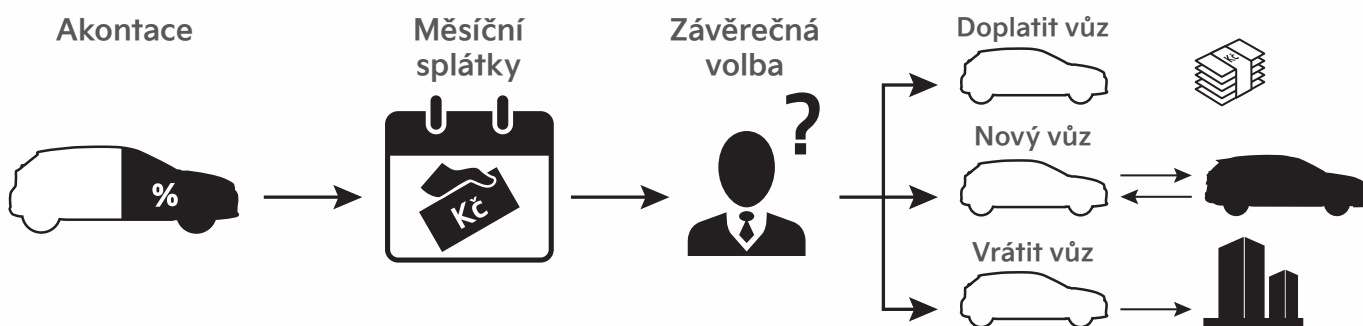 Akontace
Měsíční
splátky
Závěrečná
volba
Doplatit vůz
Nový vůz
Vrátit vůz
%
Kč
?
Kč